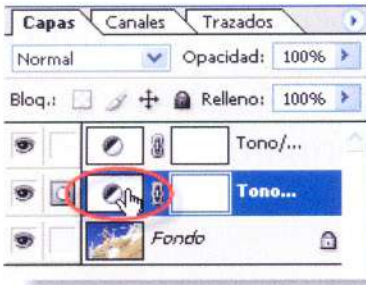 Capas Canales Trazados
Normal Opacidad: 100%
Bloq.: Relleno: 100%
Tono/...
Tono...
Fondo